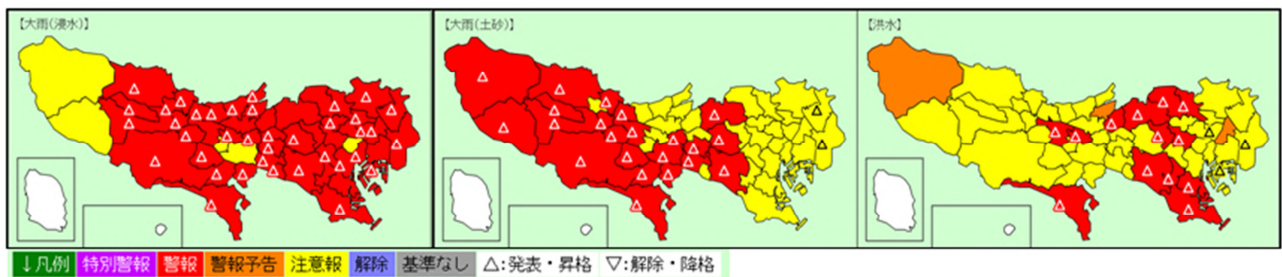 【大雨(浸水)】
【大雨(土砂)】
【洪水】
↓凡例 特別警報 警報 警報予告 注意報 解除 基準なし △:発表・昇格 ▽:解除・降格